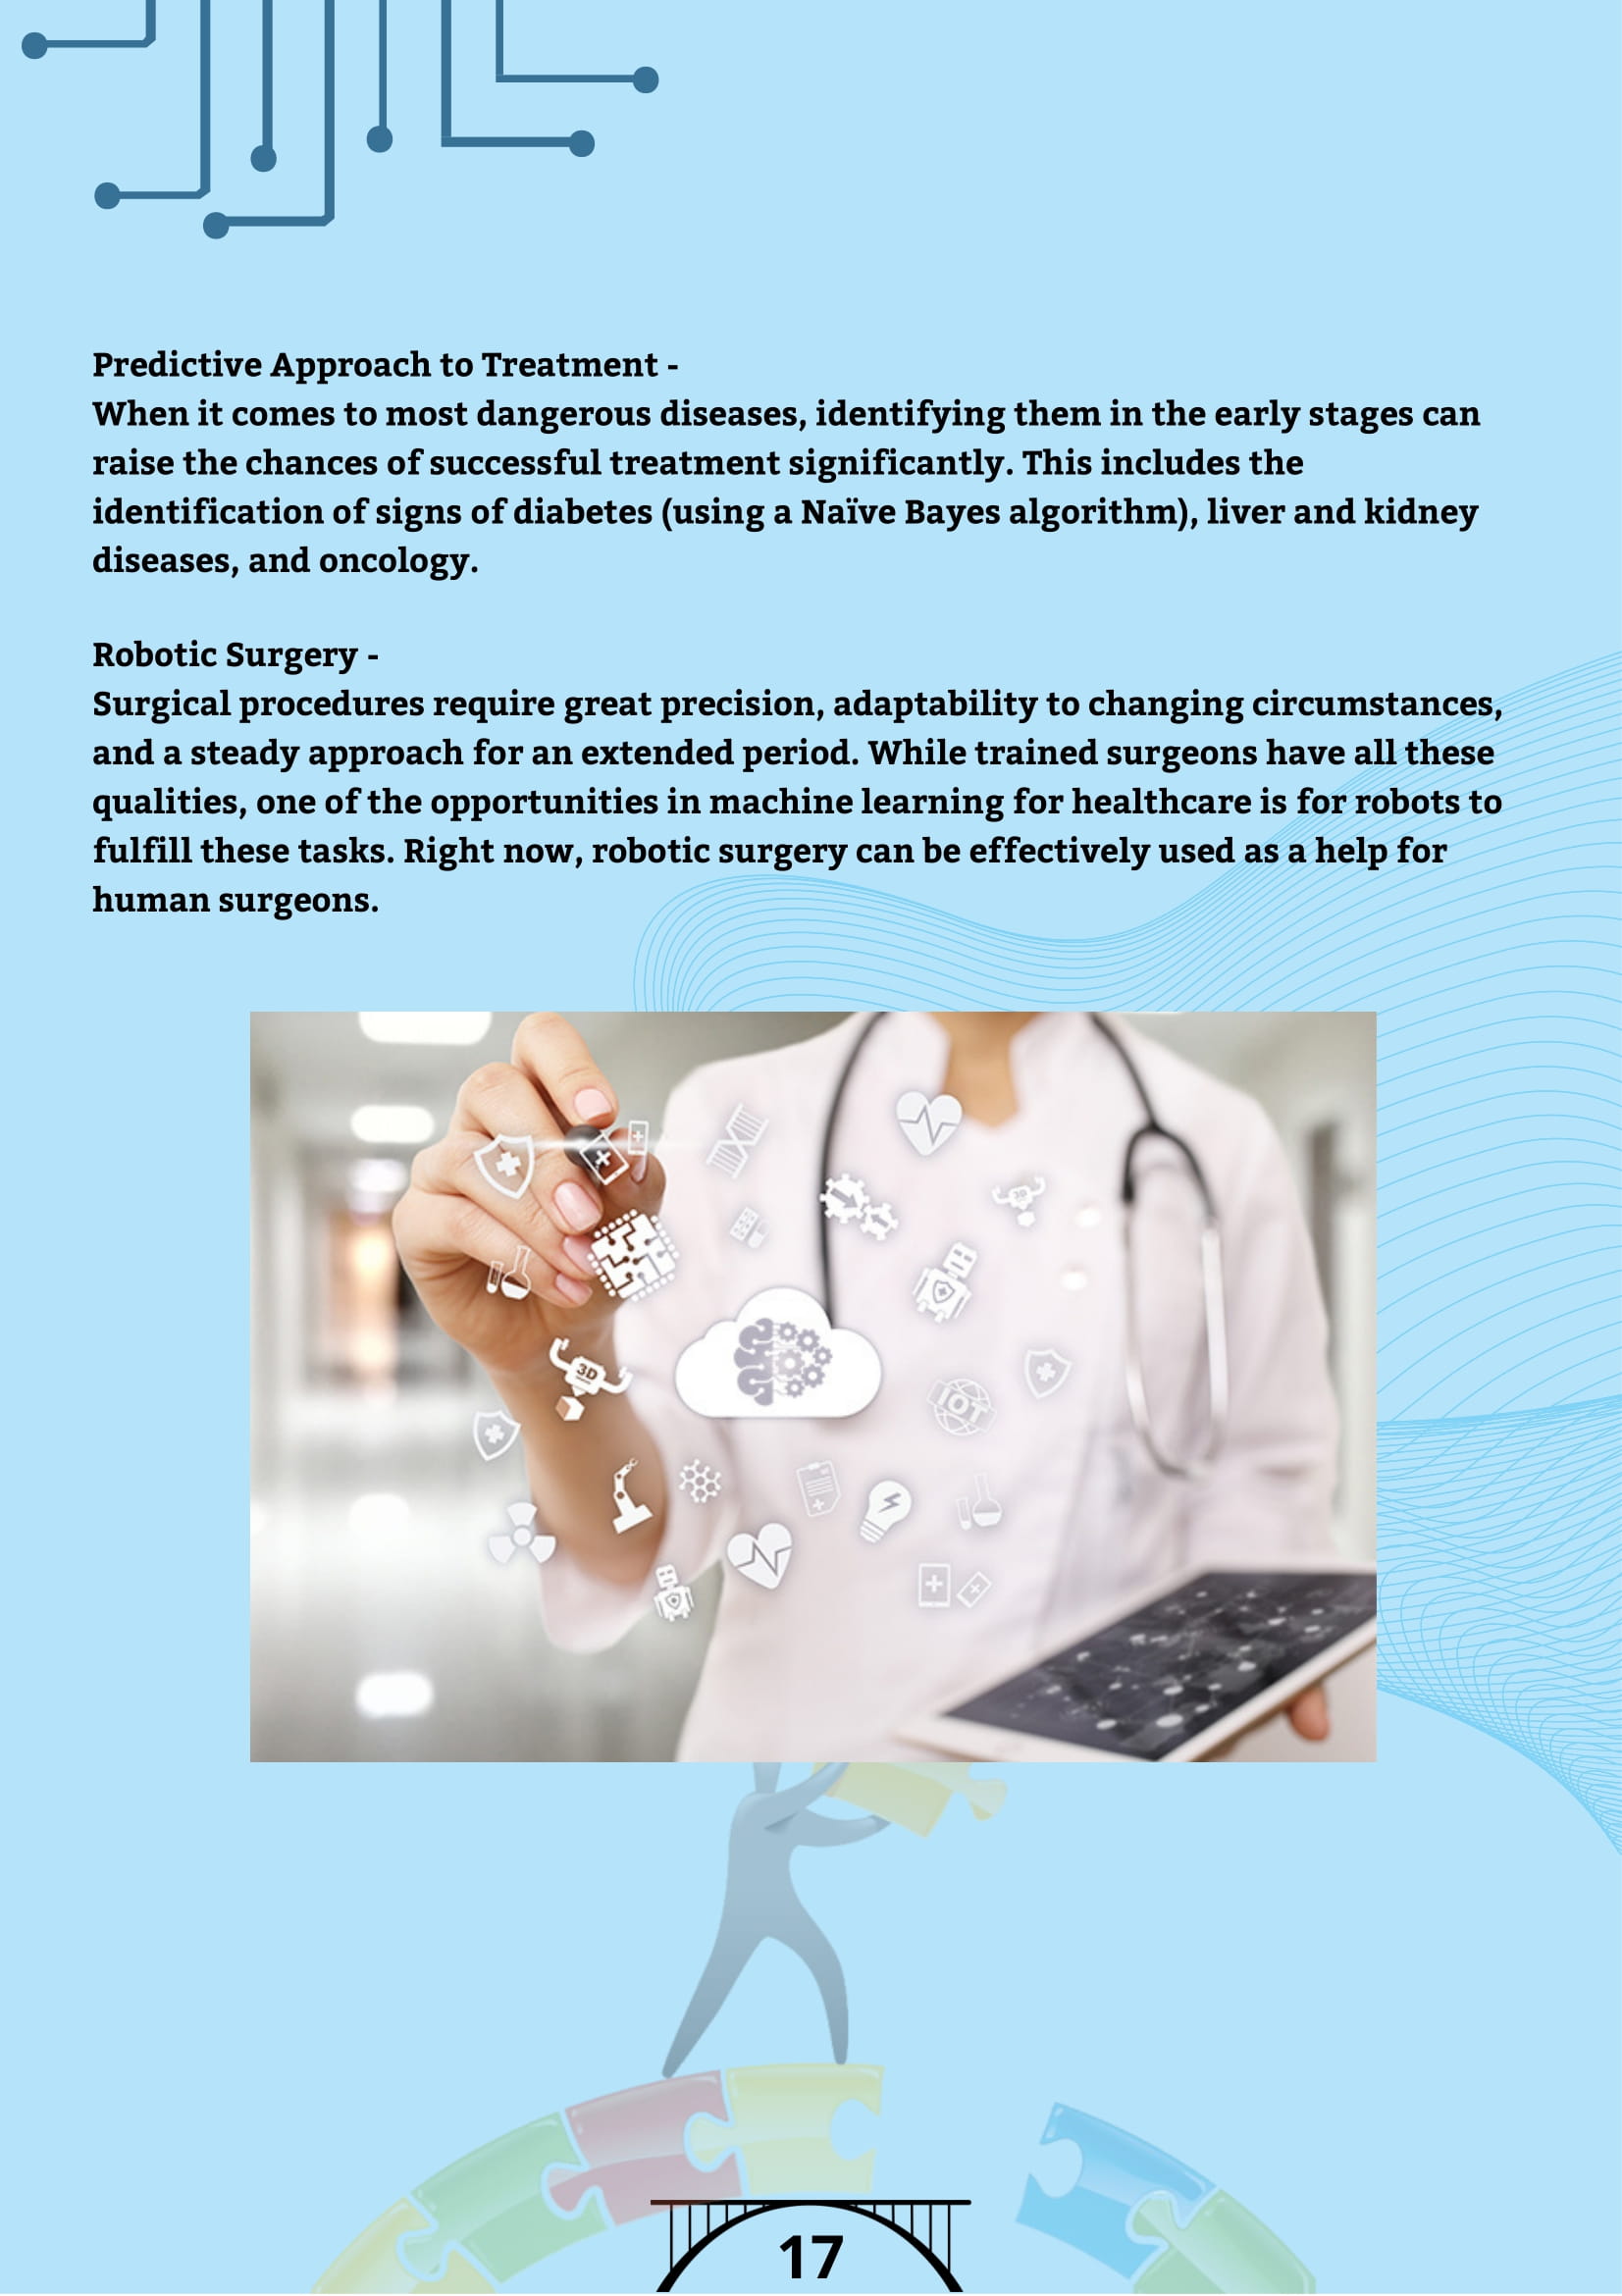 Predictive Approach to Treatment -
When it comes to most dangerous diseases, identifying them in the early stages can
raise the chances of successful treatment significantly. This includes the
identification of signs of diabetes (using a Naïve Bayes algorithm), liver and kidney
diseases, and oncology.
Robotic Surgery -
Surgical procedures require great precision, adaptability to changing circumstances,
and a steady approach for an extended period. While trained surgeons have all these
qualities, one of the opportunities in machine learning for healthcare is for robots to
fulfill these tasks. Right now, robotic surgery can be effectively used as a help for
human surgeons.
3D
3D
IOT
17